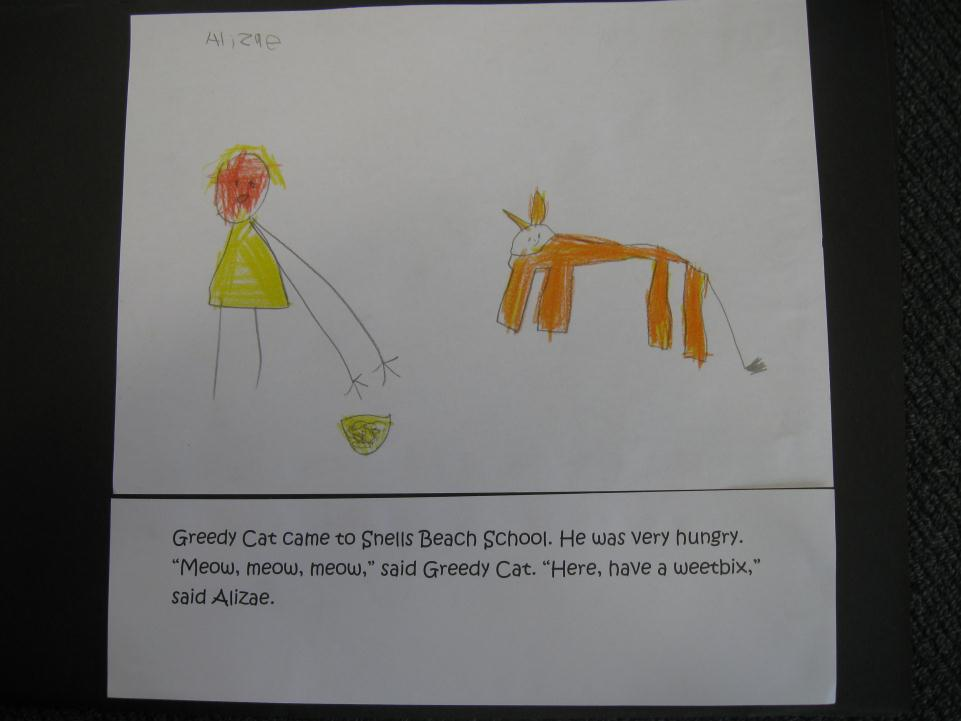 Alizae
Greedy Cat came to Snells Beach School. He was very hungry.
“Meow, meow, meow,” said Greedy Cat. “Here, have a weetbix,”
said Alizae.